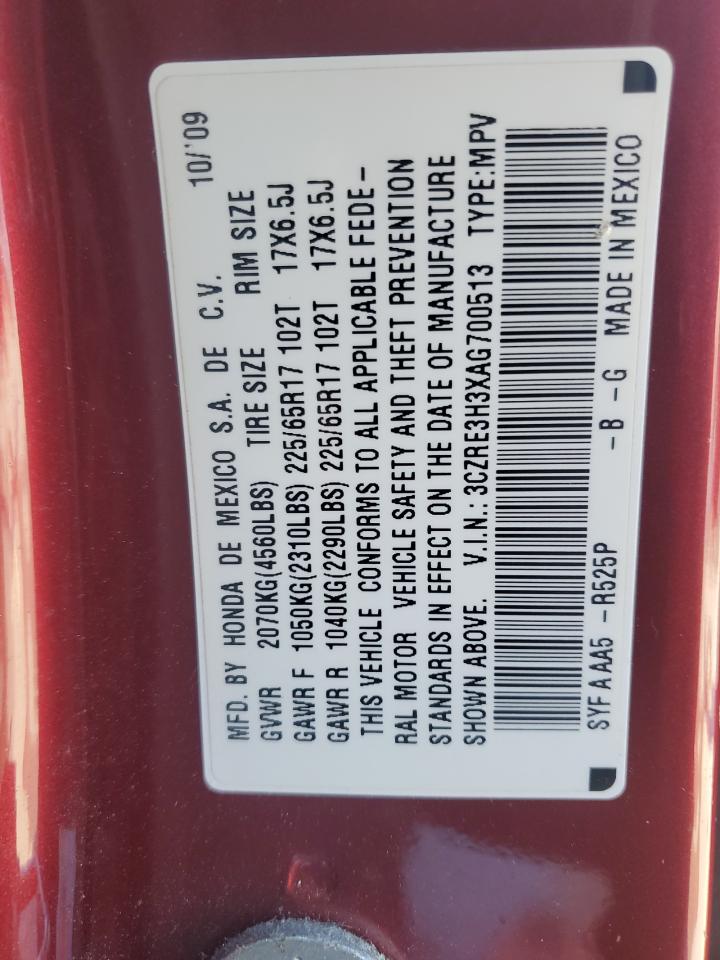 MFD. BY HONDA DE MEXICO S.A. DE C.V. 10/'09
GVWR 2070KG(4560LBS) TIRE SIZE RIM SIZE
GAWR F 1050KG(2310LBS) 225/65R17 102T 17X6.5J
GAWR R 1040KG(2290LBS) 225/65R17 102T 17X6.5J
THIS VEHICLE CONFORMS TO ALL APPLICABLE FEDE-
RAL MOTOR VEHICLE SAFETY AND THEFT PREVENTION
STANDARDS IN EFFECT ON THE DATE OF MANUFACTURE
SHOWN ABOVE. V.I.N.: 3CZRE3H3XAG700513 TYPE:MPV
SYF A AA5 -R525P -B -G MADE IN MEXICO